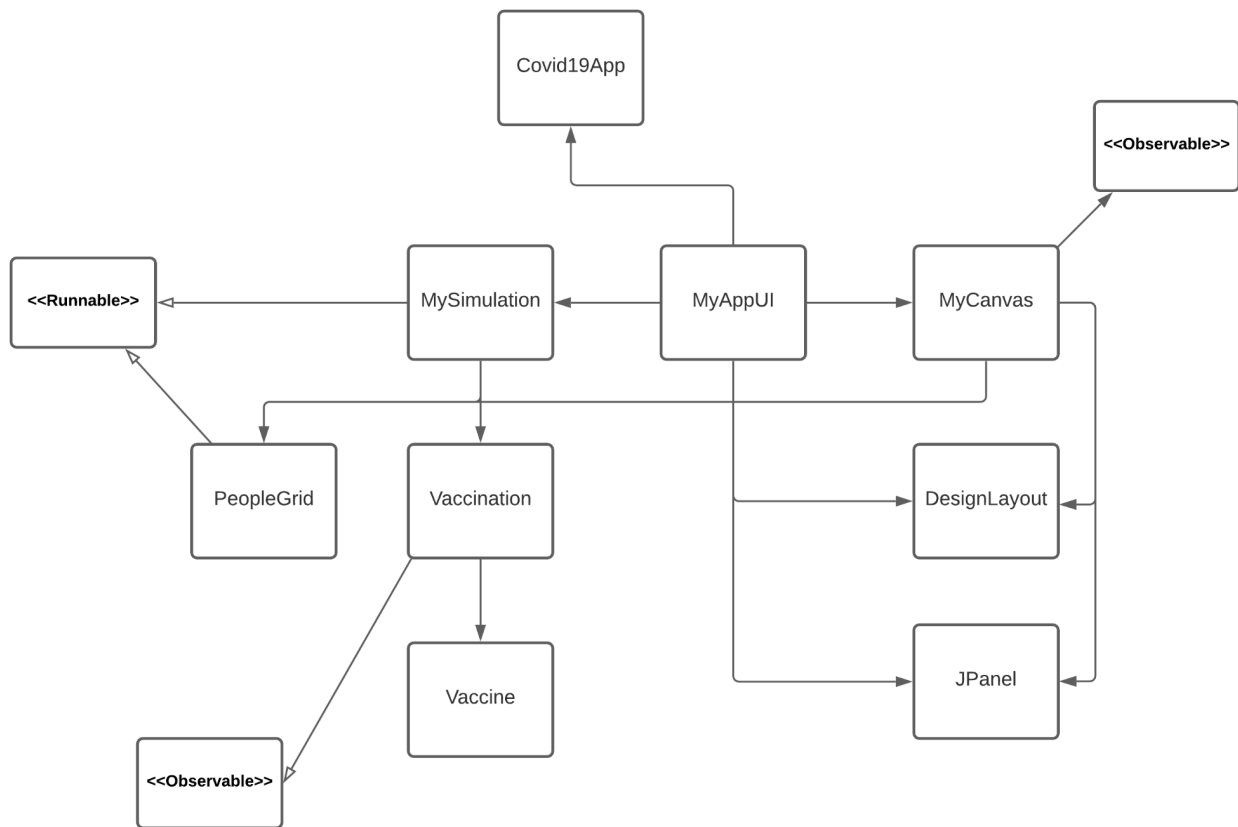 Covid19App
<<Observable>>
<<Runnable>>
MySimulation
MyAppUI
MyCanvas
PeopleGrid
Vaccination
DesignLayout
Vaccine
JPanel
<<Observable>>